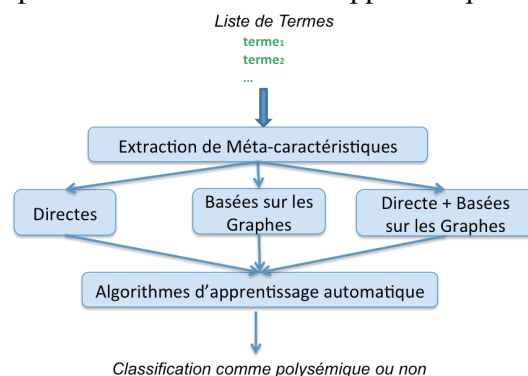 Liste de Termes
terme1
terme2
...
Extraction de Méta-caractéristiques
Directes
Basées sur les
Graphes
Directe + Basées
sur les Graphes
Algorithmes d'apprentissage automatique
Classification comme polysémique ou non